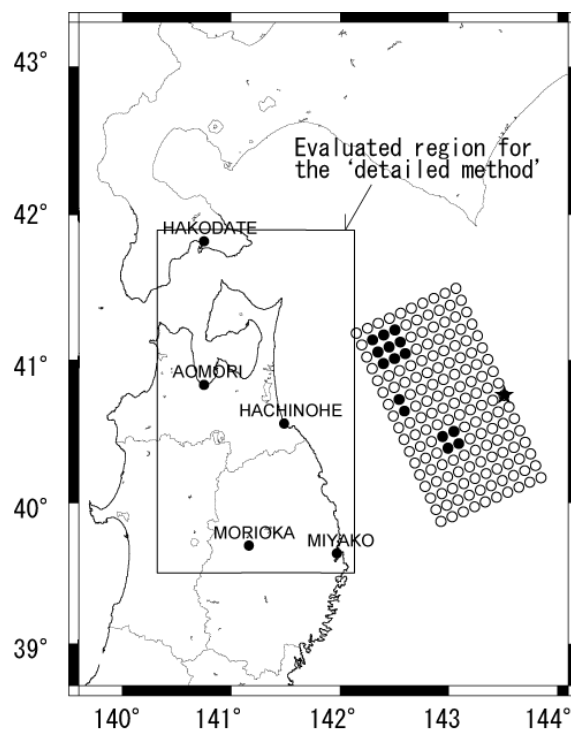 43°
Evaluated region for
the ‘detailed method’
42°
HAKODATE
41°
AOMORI
HACHINOHE
40°
MORIOKA
MIYAKO
39°
140° 141° 142° 143° 144°